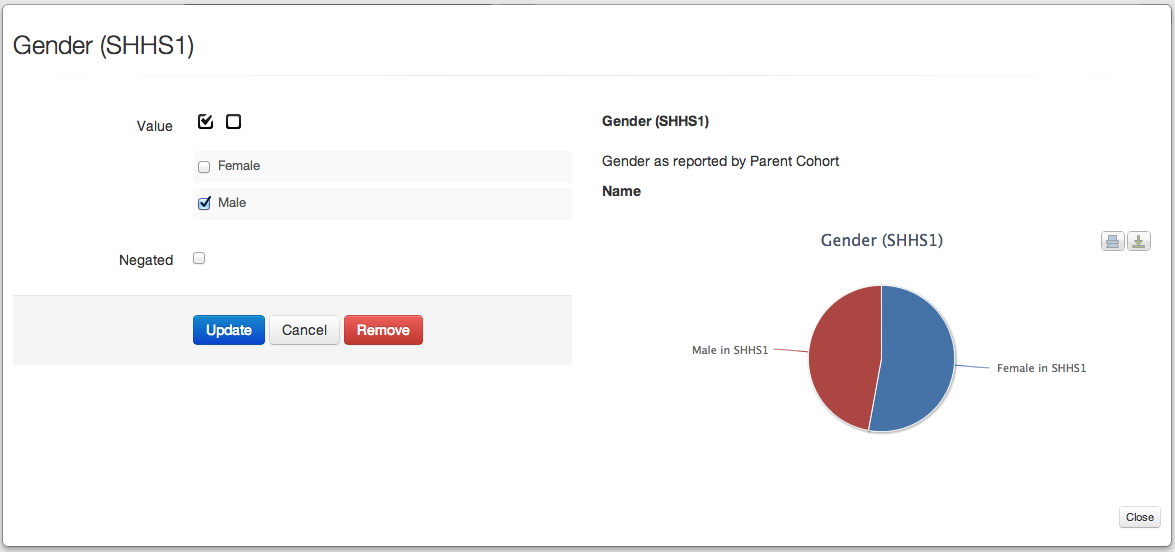 Gender (SHHS1)
Value
Female
Male
Negated
Update Cancel Remove
Gender (SHHS1)
Gender as reported by Parent Cohort
Name
Gender (SHHS1)
Male in SHHS1
Female in SHHS1
Close